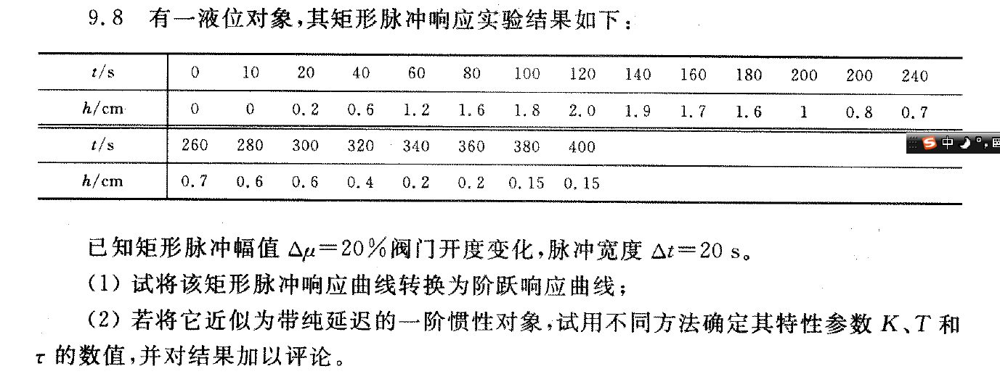 9.8 有一液位对象,其矩形脉冲响应实验结果如下:
t/s 0 10 20 40 60 80 100 120 140 160 180 200 200 240
h/cm 0 0 0.2 0.6 1.2 1.6 1.8 2.0 1.9 1.7 1.6 1 0.8 0.7
t/s 260 280 300 320 340 360 380 400
h/cm 0.7 0.6 0.6 0.4 0.2 0.2 0.15 0.15
中
已知矩形脉冲幅值 Δμ=20%阀门开度变化,脉冲宽度 Δt=20 s。
(1) 试将该矩形脉冲响应曲线转换为阶跃响应曲线;
(2) 若将它近似为带纯延迟的一阶惯性对象,试用不同方法确定其特性参数 K、T 和
τ 的数值,并对结果加以评论。